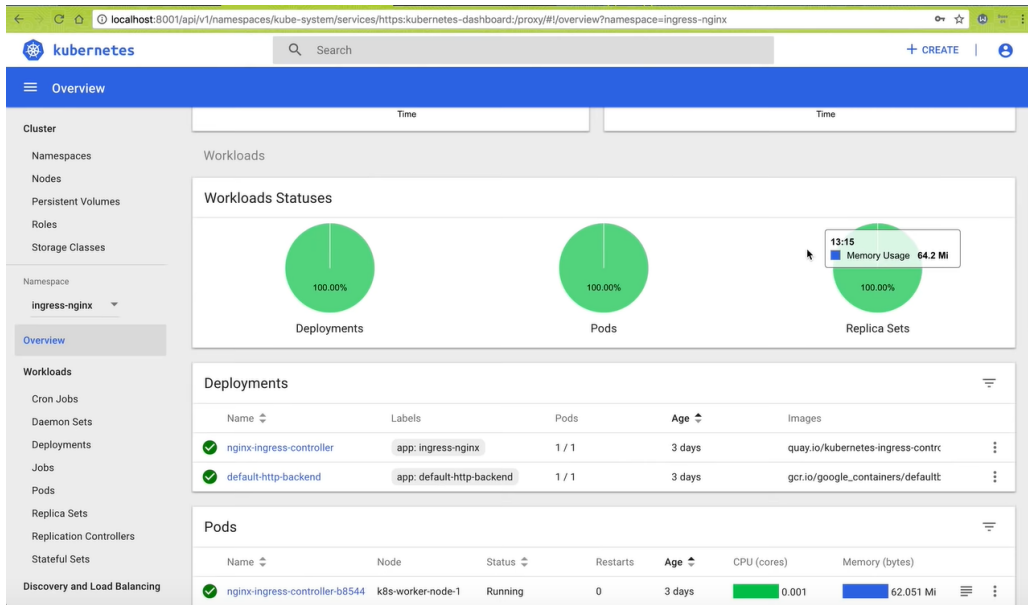 localhost:8001/api/v1/namespaces/kube-system/services/https:kubernetes-dashboard:/proxy/#!/overview?namespace=ingress-nginx
kubernetes
Search
+ CREATE
Overview
Cluster
Namespaces
Nodes
Persistent Volumes
Roles
Storage Classes
Namespace
ingress-nginx
Overview
Workloads
Cron Jobs
Daemon Sets
Deployments
Jobs
Pods
Replica Sets
Replication Controllers
Stateful Sets
Discovery and Load Balancing
Time Time
Workloads
Workloads Statuses
13:15
Memory Usage 64.2 Mi
100.00% 100.00% 100.00%
Deployments Pods Replica Sets
Deployments
Name Labels Pods Age Images
nginx-ingress-controller app: ingress-nginx 1 / 1 3 days quay.io/kubernetes-ingress-contrc
default-http-backend app: default-http-backend 1 / 1 3 days gcr.io/google_containers/default
Pods
Name Node Status Restarts Age CPU (cores) Memory (bytes)
nginx-ingress-controller-b8544 k8s-worker-node-1 Running 0 3 days 0.001 62.051 Mi